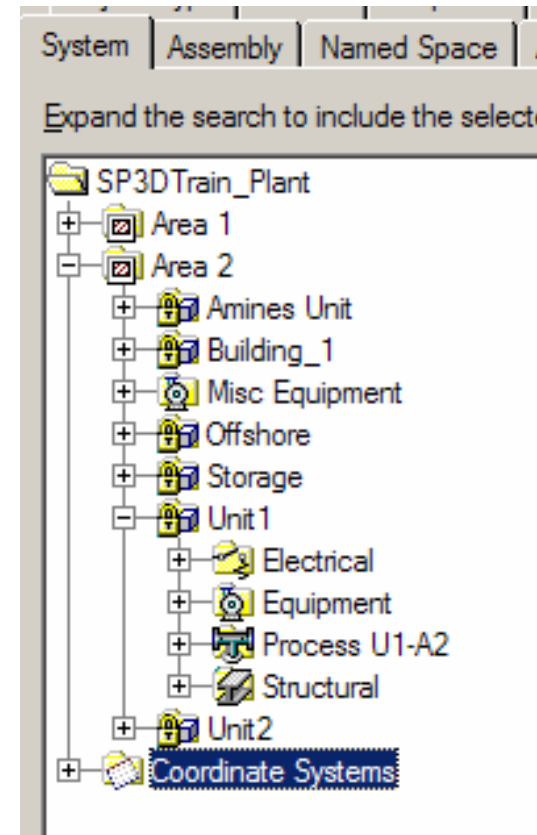 System Assembly Named Space
Expand the search to include the select
SP3DTrain_Plant
Area 1
Area 2
Amines Unit
Building_1
Misc Equipment
Offshore
Storage
Unit1
Electrical
Equipment
Process U1-A2
Structural
Unit2
Coordinate Systems